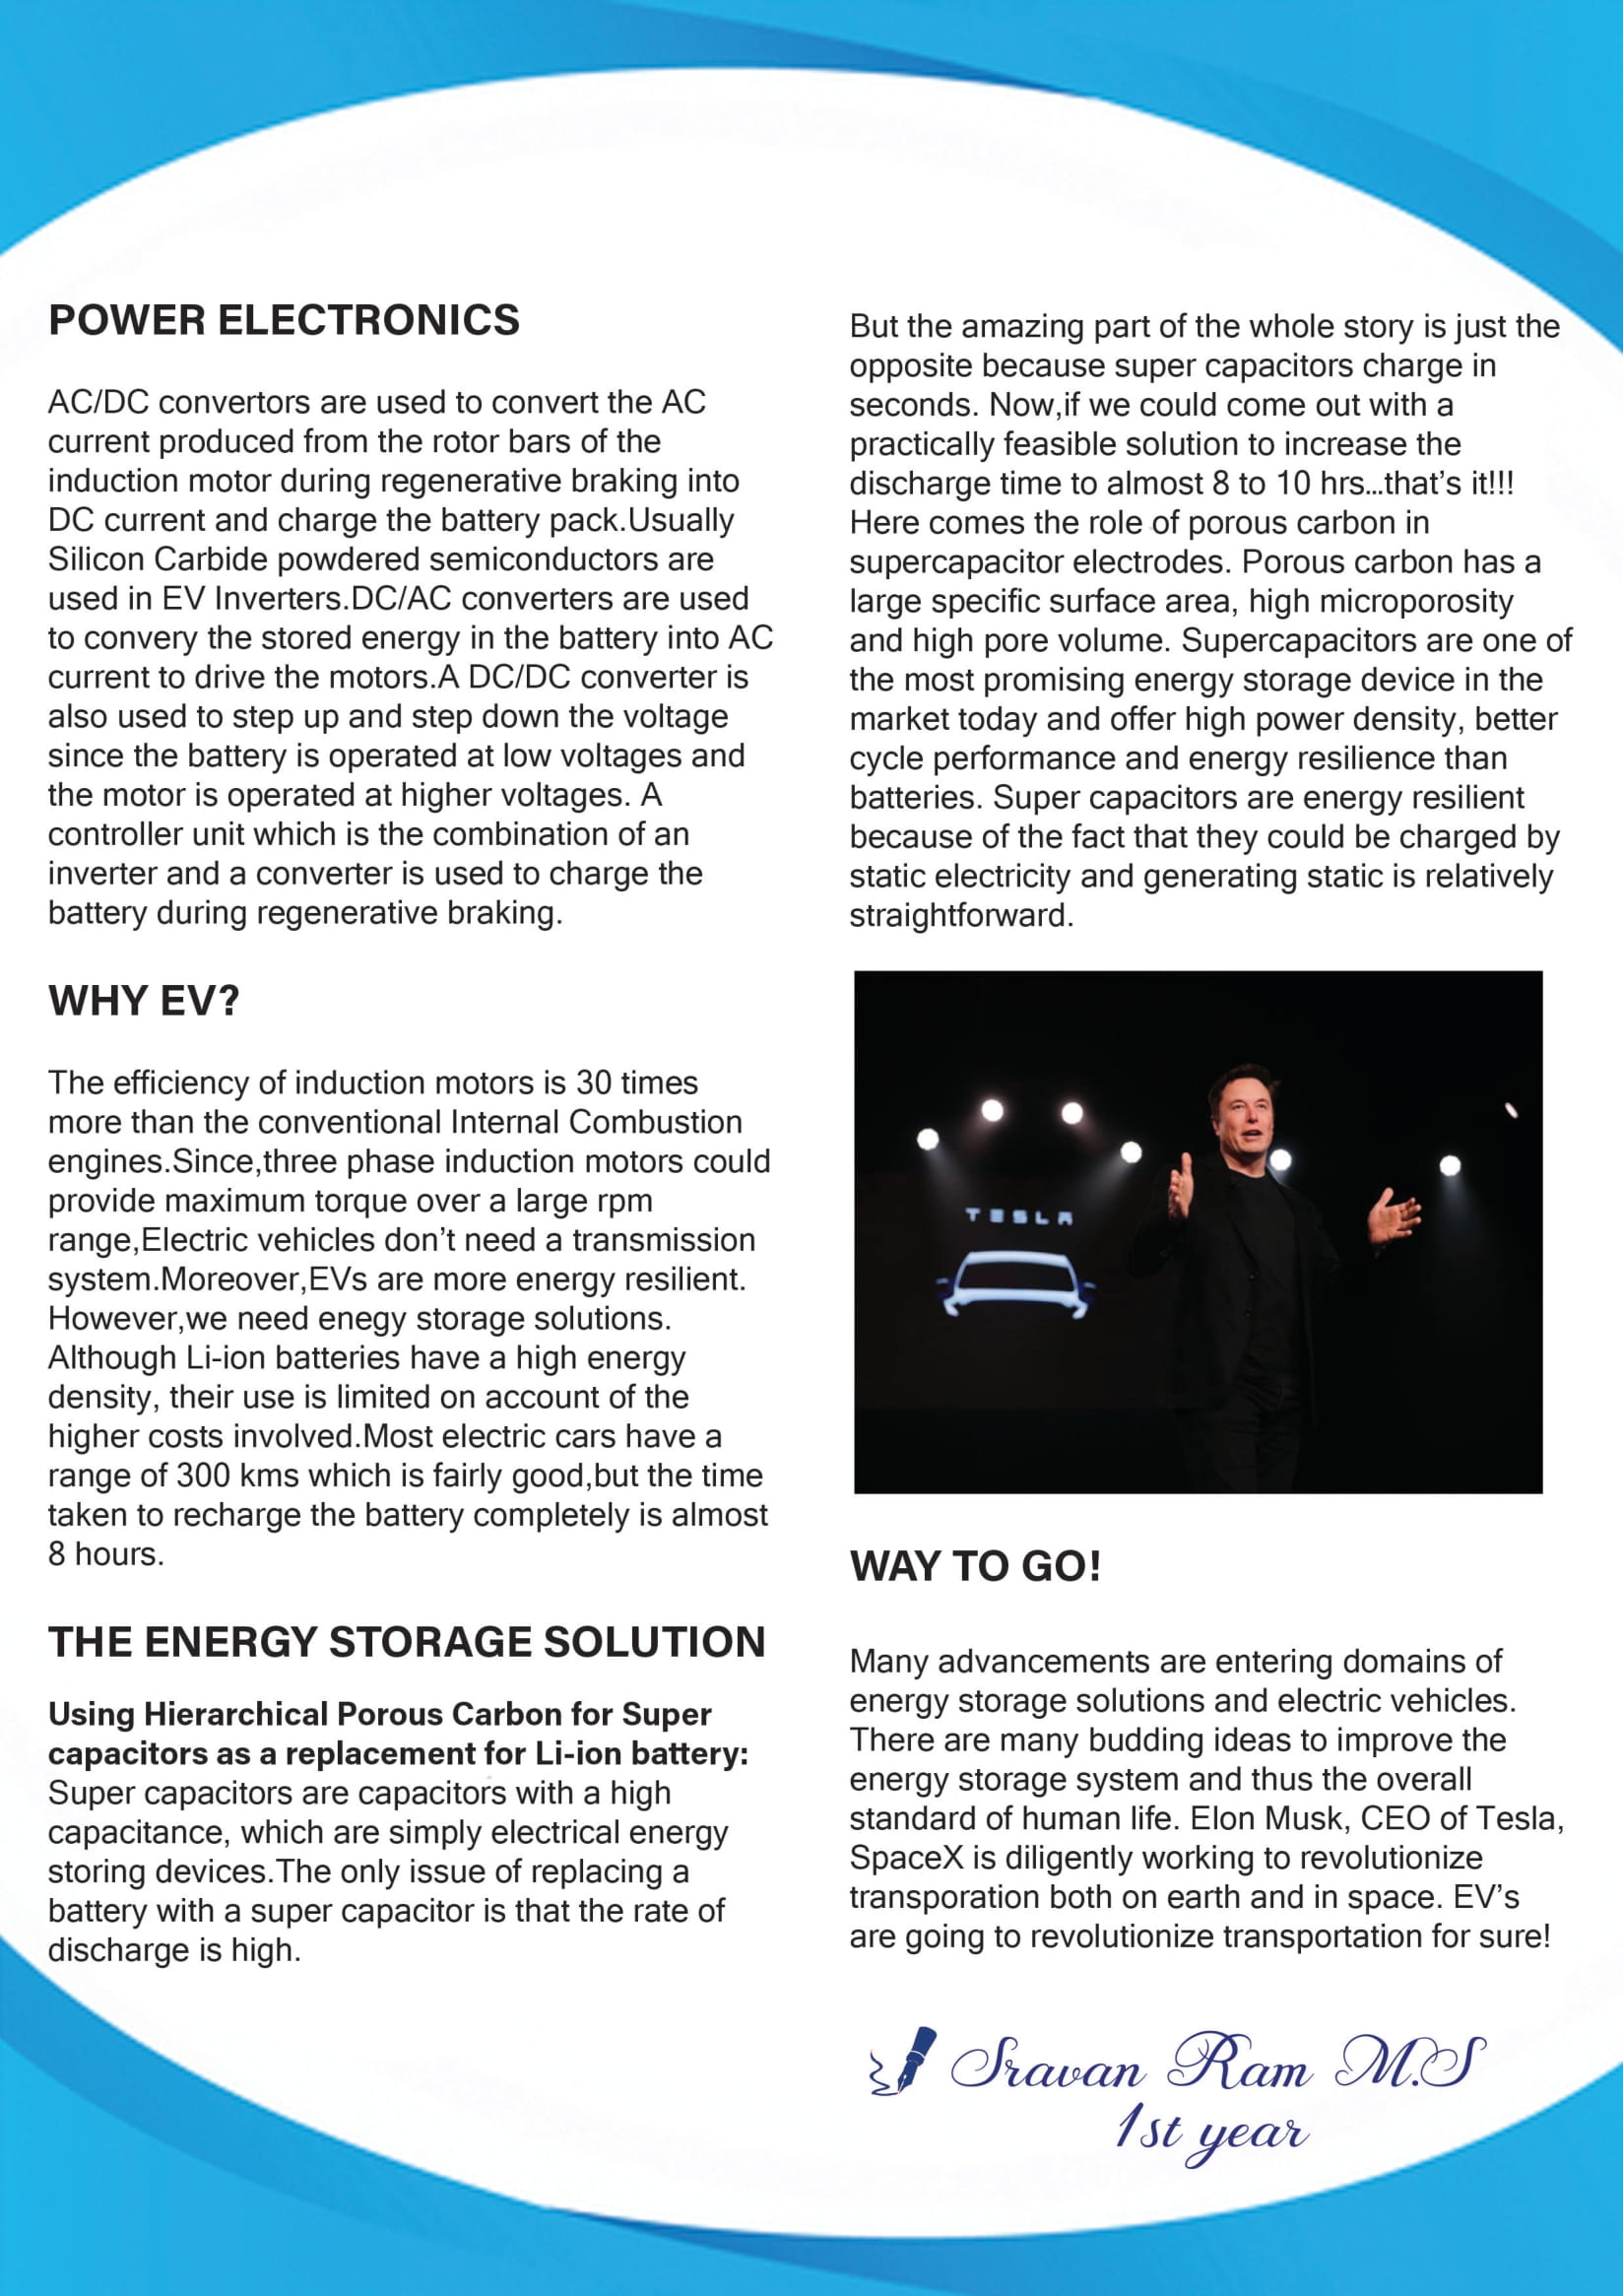 POWER ELECTRONICS
AC/DC convertors are used to convert the AC
current produced from the rotor bars of the
induction motor during regenerative braking into
DC current and charge the battery pack.Usually
Silicon Carbide powdered semiconductors are
used in EV Inverters.DC/AC converters are used
to convery the stored energy in the battery into AC
current to drive the motors.A DC/DC converter is
also used to step up and step down the voltage
since the battery is operated at low voltages and
the motor is operated at higher voltages. A
controller unit which is the combination of an
inverter and a converter is used to charge the
battery during regenerative braking.
WHY EV?
The efficiency of induction motors is 30 times
more than the conventional Internal Combustion
engines.Since,three phase induction motors could
provide maximum torque over a large rpm
range,Electric vehicles don’t need a transmission
system.Moreover,EVs are more energy resilient.
However,we need enegy storage solutions.
Although Li-ion batteries have a high energy
density, their use is limited on account of the
higher costs involved.Most electric cars have a
range of 300 kms which is fairly good,but the time
taken to recharge the battery completely is almost
8 hours.
THE ENERGY STORAGE SOLUTION
Using Hierarchical Porous Carbon for Super
capacitors as a replacement for Li-ion battery:
Super capacitors are capacitors with a high
capacitance, which are simply electrical energy
storing devices.The only issue of replacing a
battery with a super capacitor is that the rate of
discharge is high.
But the amazing part of the whole story is just the
opposite because super capacitors charge in
seconds. Now,if we could come out with a
practically feasible solution to increase the
discharge time to almost 8 to 10 hrs...that’s it!!!
Here comes the role of porous carbon in
supercapacitor electrodes. Porous carbon has a
large specific surface area, high microporosity
and high pore volume. Supercapacitors are one of
the most promising energy storage device in the
market today and offer high power density, better
cycle performance and energy resilience than
batteries. Super capacitors are energy resilient
because of the fact that they could be charged by
static electricity and generating static is relatively
straightforward.
TESLA
WAY TO GO!
Many advancements are entering domains of
energy storage solutions and electric vehicles.
There are many budding ideas to improve the
energy storage system and thus the overall
standard of human life. Elon Musk, CEO of Tesla,
SpaceX is diligently working to revolutionize
transporation both on earth and in space. EV’s
are going to revolutionize transportation for sure!
Sravan Ram M.S
1st year